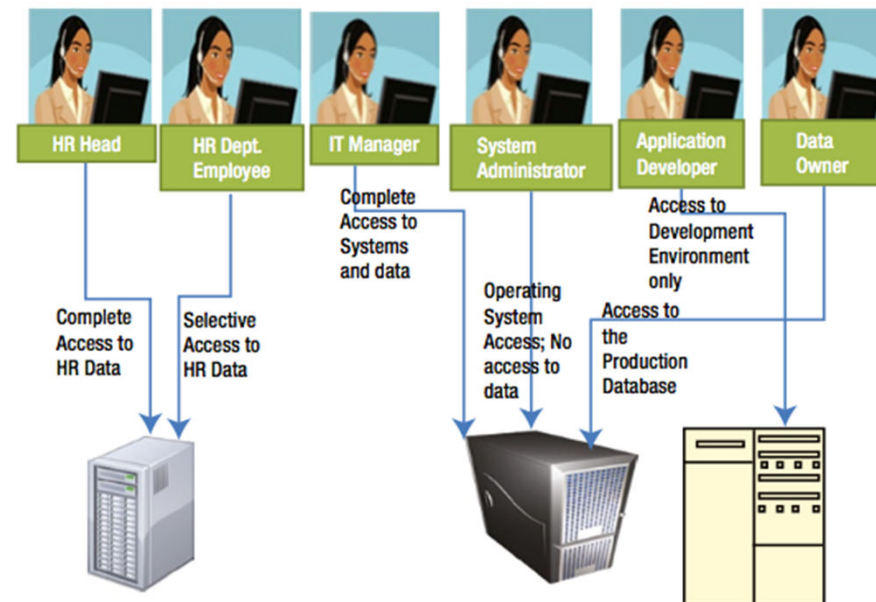 HR Head
HR Dept.
Employee
IT Manager
System
Administrator
Application
Developer
Data
Owner
Complete
Access to
Systems
and data
Access to
Development
Environment
only
Complete
Access to
HR Data
Selective
Access to
HR Data
Operating
System
Access; No
access to
data
Access to
the
Production
Database